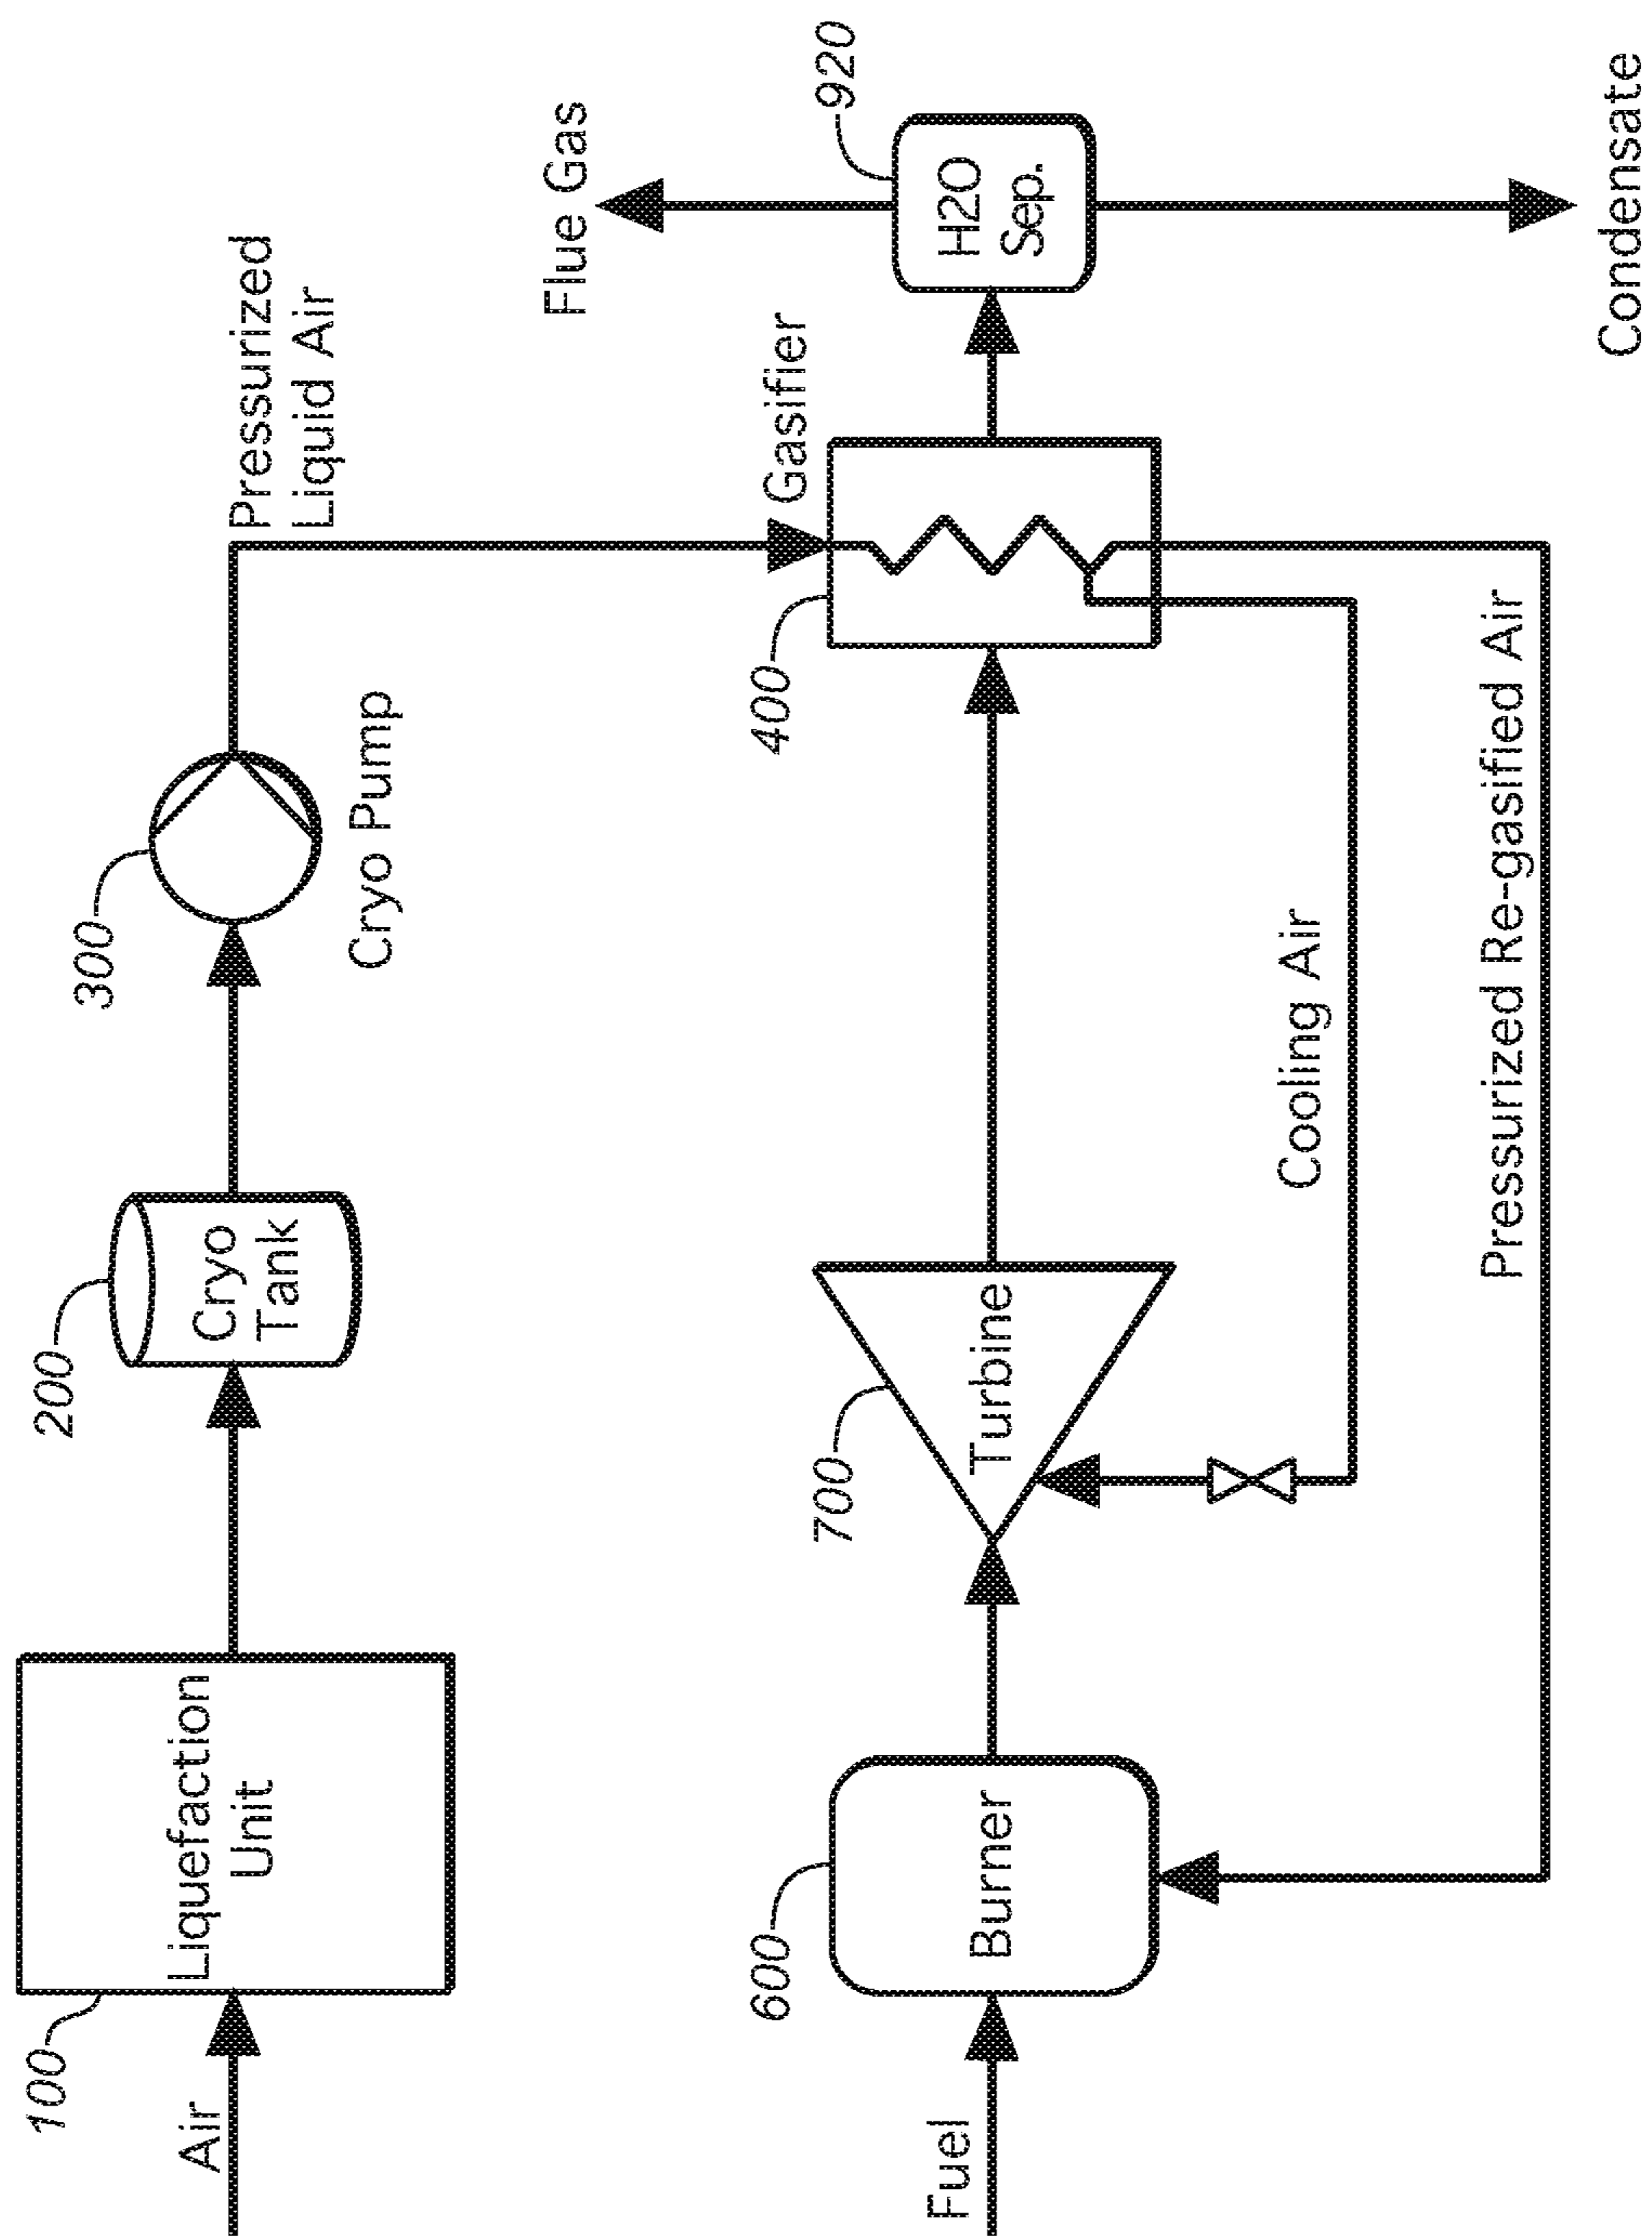 100
Air
Liquefaction
Unit
200
Cryo
Tank
300
Cryo Pump
Pressurized
Liquid Air
Fuel
600
Burner
700
Turbine
400
Gasifier
Flue Gas
920
H2O
Sep.
Cooling Air
Pressurized Re-gasified Air
Condensate